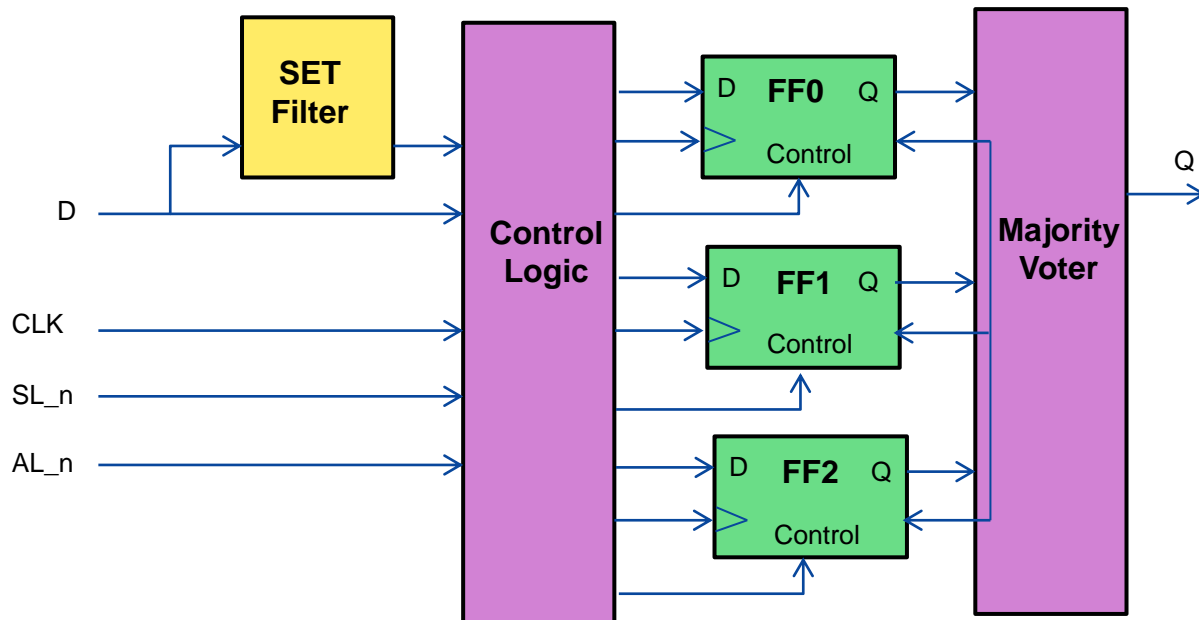 SET
Filter
D
CLK
SL_n
AL_n
Control
Logic
D FF0 Q
Control
D FF1 Q
Control
D FF2 Q
Control
Majority
Voter
Q